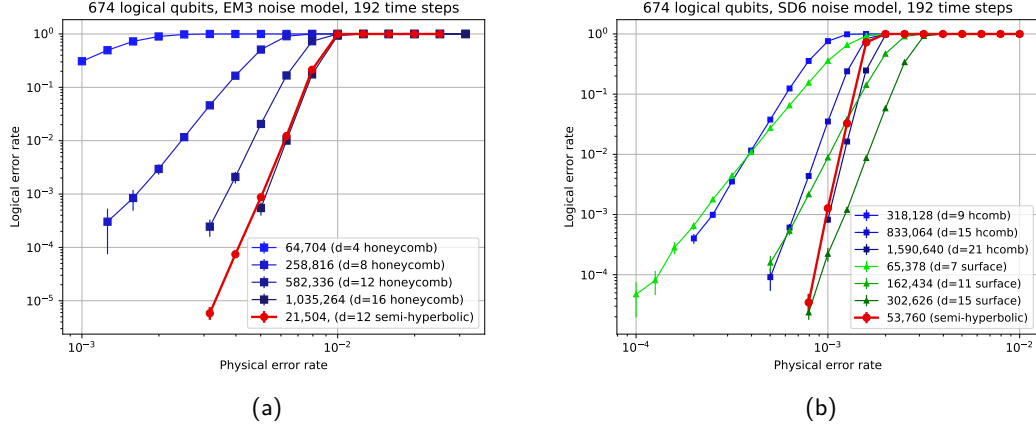 674 logical qubits, EM3 noise model, 192 time steps
10⁰
10⁻¹
10⁻²
10⁻³
10⁻⁴
10⁻⁵
Logical error rate
64,704 (d=4 honeycomb)
258,816 (d=8 honeycomb)
582,336 (d=12 honeycomb)
1,035,264 (d=16 honeycomb)
21,504, (d=12 semi-hyperbolic)
10⁻³
10⁻²
Physical error rate
(a)
674 logical qubits, SD6 noise model, 192 time steps
10⁰
10⁻¹
10⁻²
10⁻³
10⁻⁴
Logical error rate
318,128 (d=9 hcomb)
833,064 (d=15 hcomb)
1,590,640 (d=21 hcomb)
65,378 (d=7 surface)
162,434 (d=11 surface)
302,626 (d=15 surface)
53,760 (semi-hyperbolic)
10⁻⁴
10⁻³
10⁻²
Physical error rate
(b)